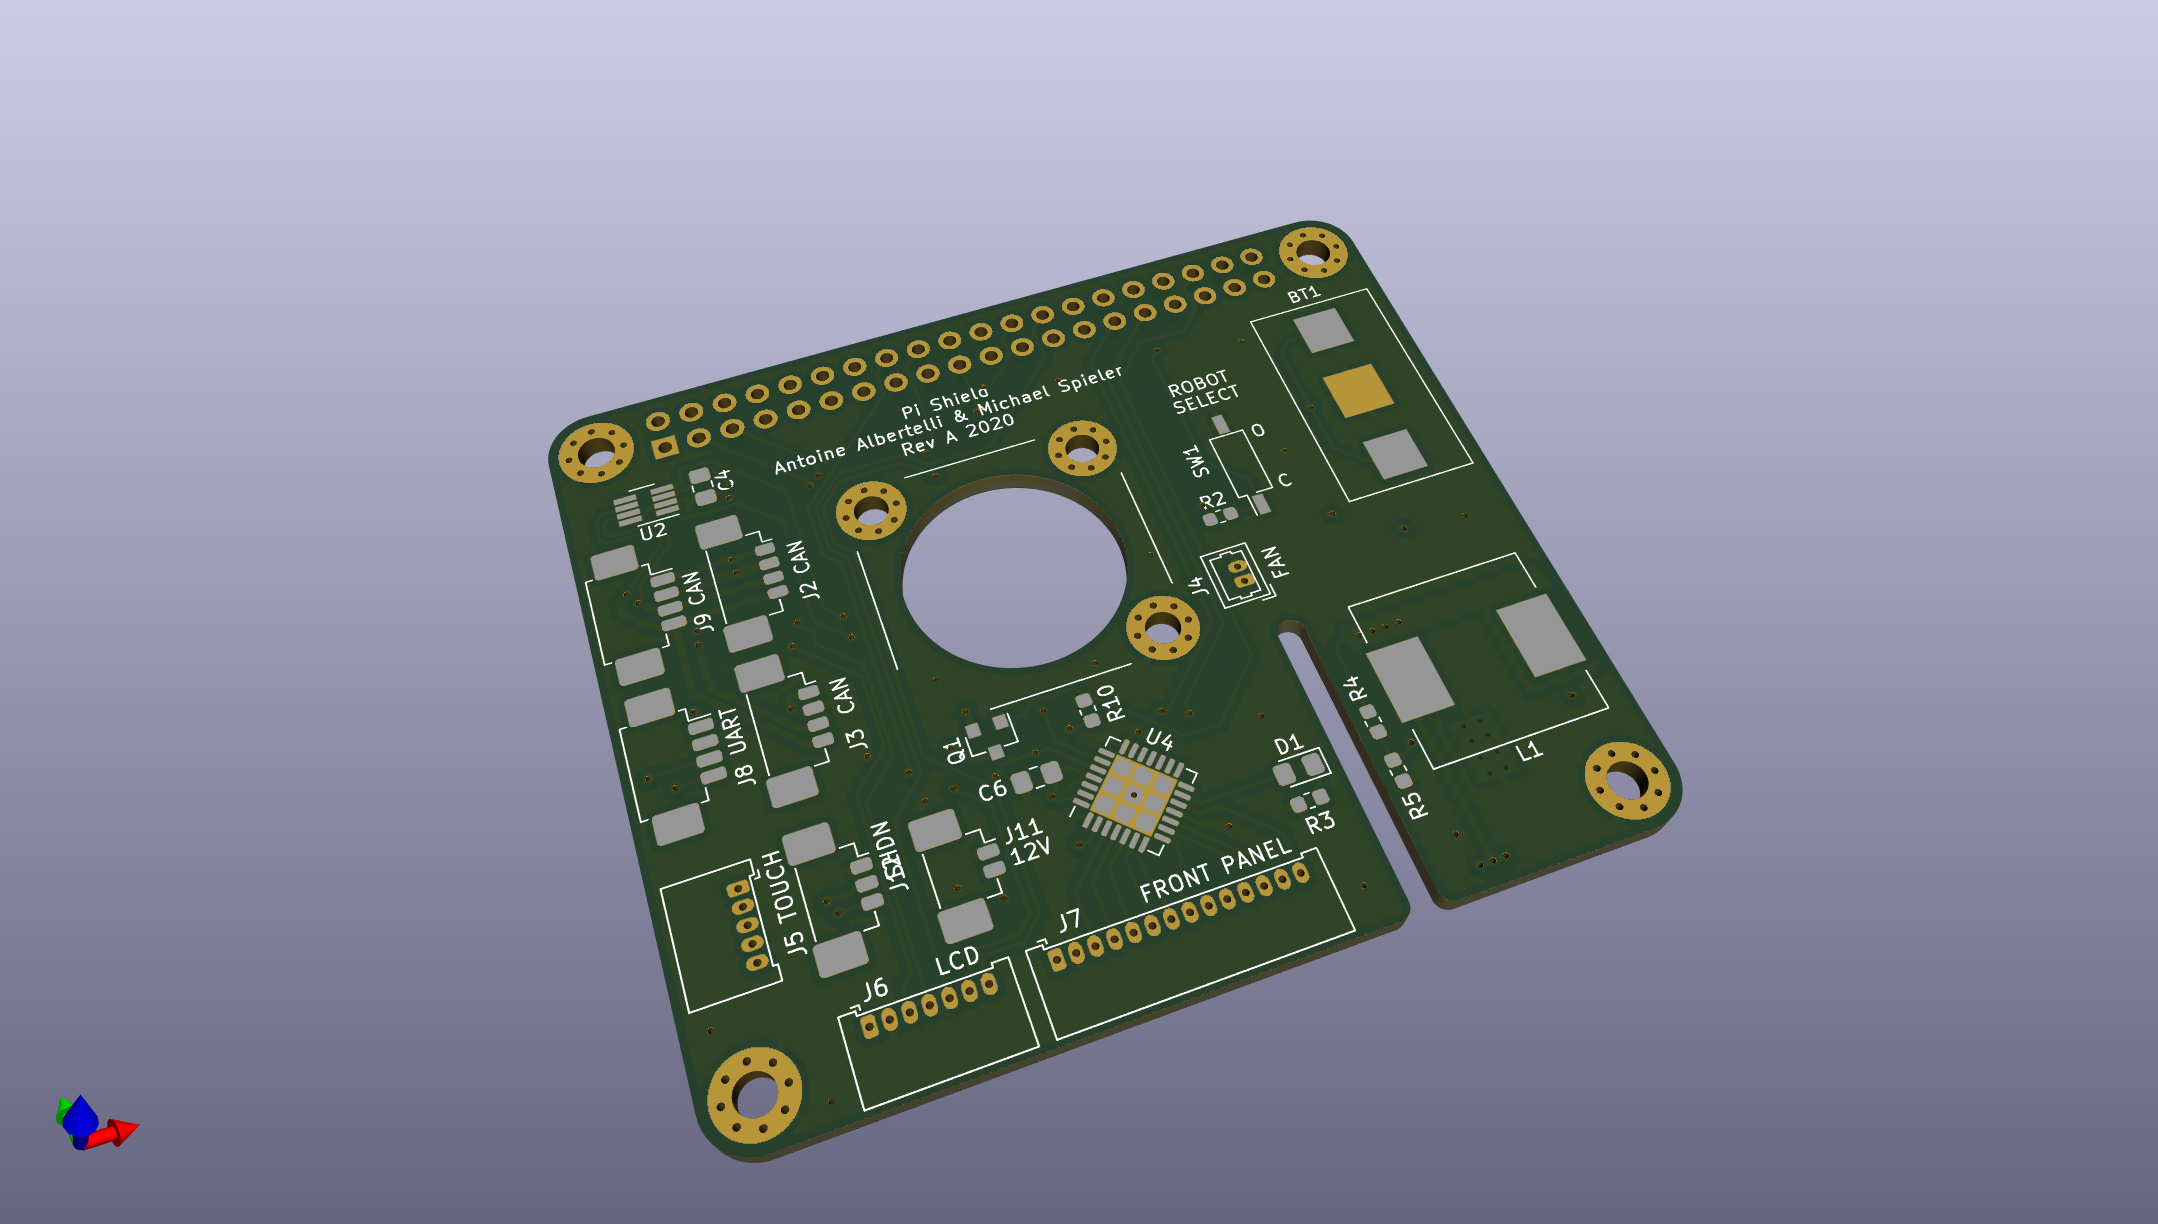 BT1
Pi Shield
Antoine Albertelli & Michael Spieler
Rev A 2020
ROBOT
SELECT
O
SW1
C
R2
C4
U2
J2 CAN
J9 CAN
J4
FAN
J3 CAN
J8 UART
R4
R10
Q1
U4
D1
L1
C6
R5
R3
J11
12V
FRONT PANEL
J5 TOUCH
J7
LCD
J6